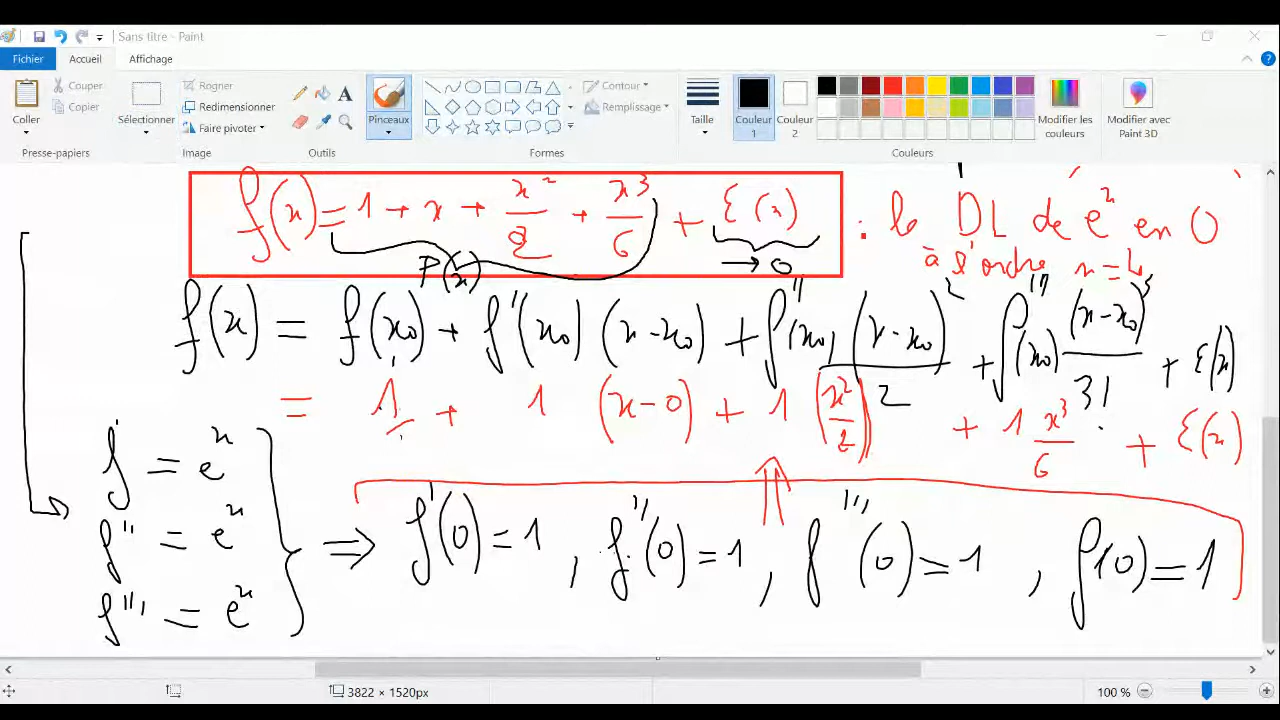 Sans titre - Paint
Fichier Accueil Affichage
Coller Couper Copier Sélectionner Rogner Redimensionner Faire pivoter Pinceaux Contour Remplissage Taille Couleur 1 Couleur 2 Modifier les couleurs Modifier avec Paint 3D
Presse-papiers Image Outils Formes Couleurs
f(x) = 1 + x + x²/2 + x³/6 + ε(x) : le DL de eˣ en 0
P(x) → 0 à l'ordre n=4
f(x) = f(x₀) + f'(x₀) (x-x₀) + f''(x₀) (x-x₀)²/2 + f'''(x₀) (x-x₀)³/3! + ε(x)
= 1 + 1 (x-0) + 1 (x²/2) + 1 x³/6 + ε(x)
f' = eˣ
f'' = eˣ
f''' = eˣ
⇒ f'(0) = 1 , f''(0) = 1 , f'''(0) = 1 , f(0) = 1
3822 × 1520px 100 %